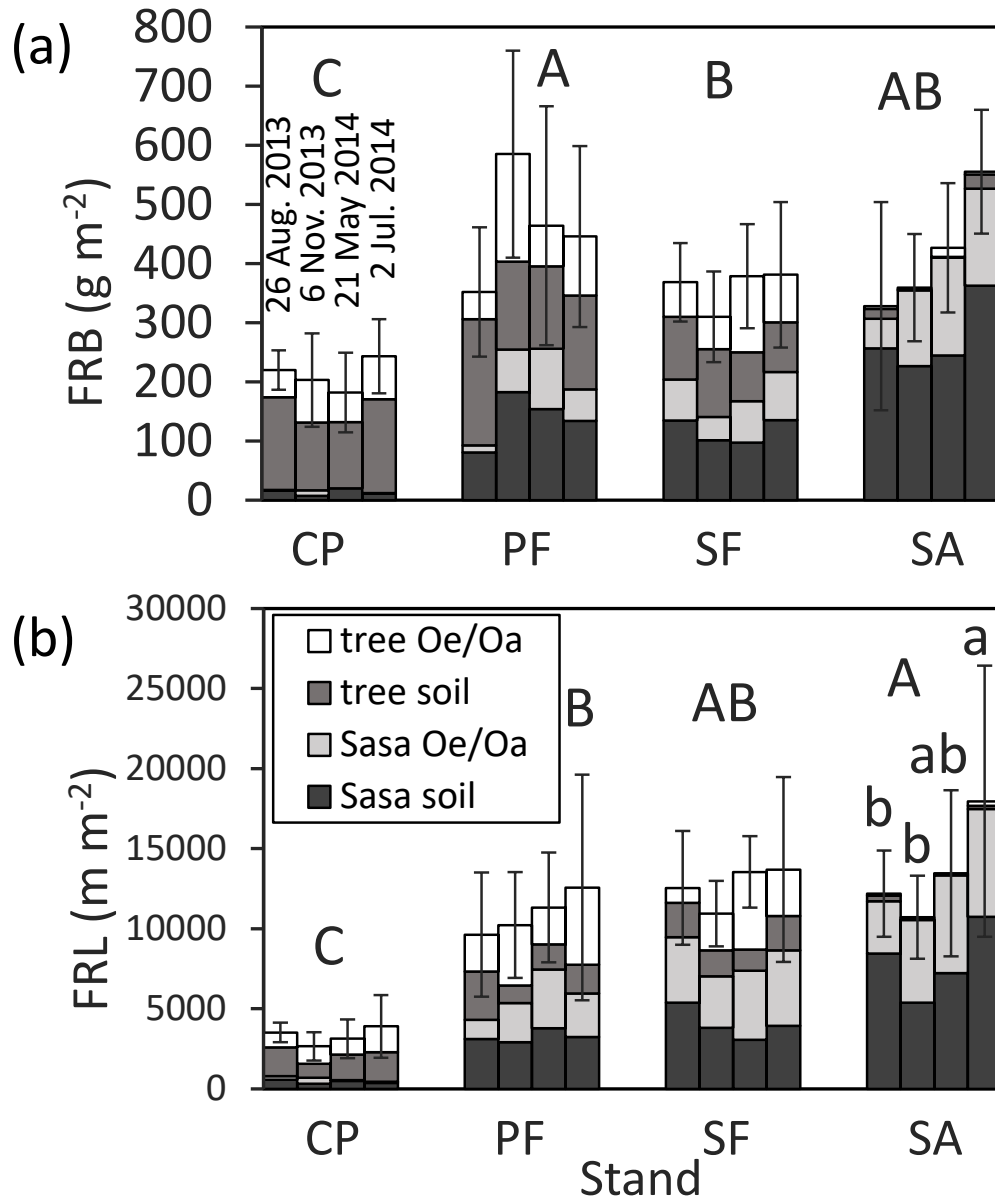 (a)
FRB (g m-2)
800
700
600
500
400
300
200
100
0
C
A
B
AB
26 Aug. 2013
6 Nov. 2013
21 May 2014
2 Jul. 2014
CP
PF
SF
SA
(b)
FRL (m m-2)
30000
25000
20000
15000
10000
5000
0
tree Oe/Oa
tree soil
Sasa Oe/Oa
Sasa soil
C
B
AB
A
b
b
ab
a
CP
PF
SF
SA
Stand